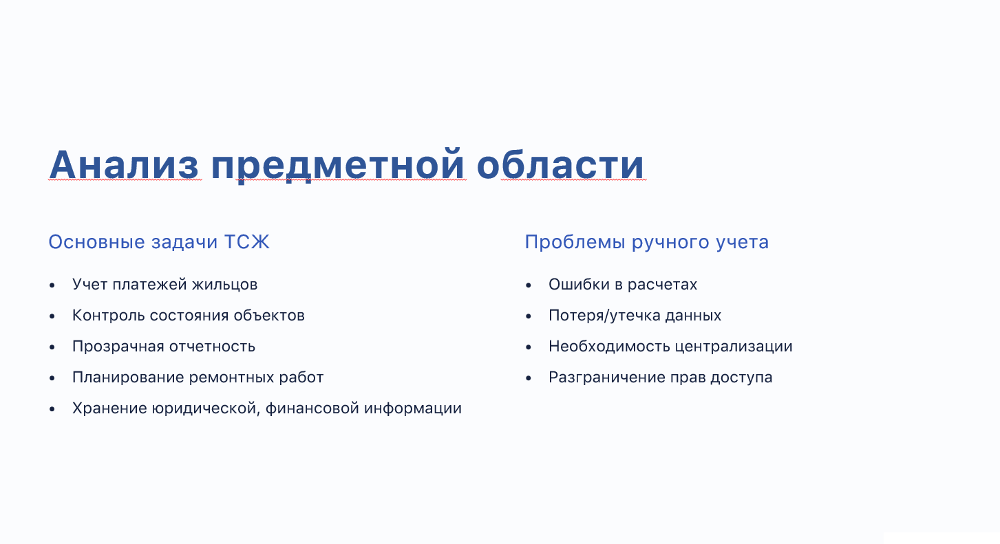 Анализ предметной области
Основные задачи ТСЖ
• Учет платежей жильцов
• Контроль состояния объектов
• Прозрачная отчетность
• Планирование ремонтных работ
• Хранение юридической, финансовой информации
Проблемы ручного учета
• Ошибки в расчетах
• Потеря/утечка данных
• Необходимость централизации
• Разграничение прав доступа